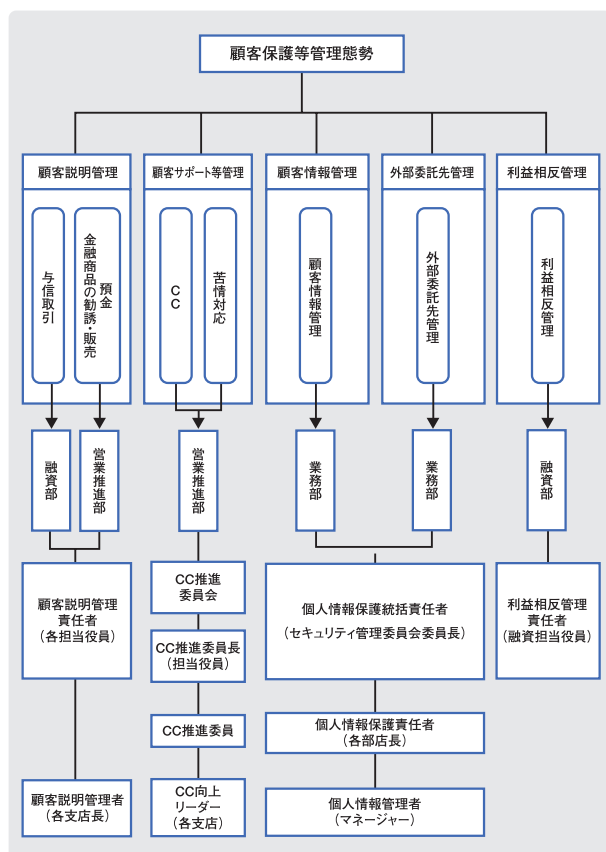 顧客保護等管理態勢
顧客説明管理
顧客サポート等管理
顧客情報管理
外部委託先管理
利益相反管理
与信取引
預金
金融商品の勧誘・販売
CC
苦情対応
顧客情報管理
外部委託先管理
利益相反管理
融資部
営業推進部
営業推進部
業務部
業務部
融資部
顧客説明管理
責任者
（各担当役員）
CC推進
委員会
CC推進委員長
（担当役員）
CC推進委員
CC向上
リーダー
（各支店）
個人情報保護統括責任者
（セキュリティ管理委員会委員長）
利益相反管理
責任者
（融資担当役員）
個人情報保護責任者
（各部店長）
顧客説明管理者
（各支店長）
個人情報管理者
（マネージャー）